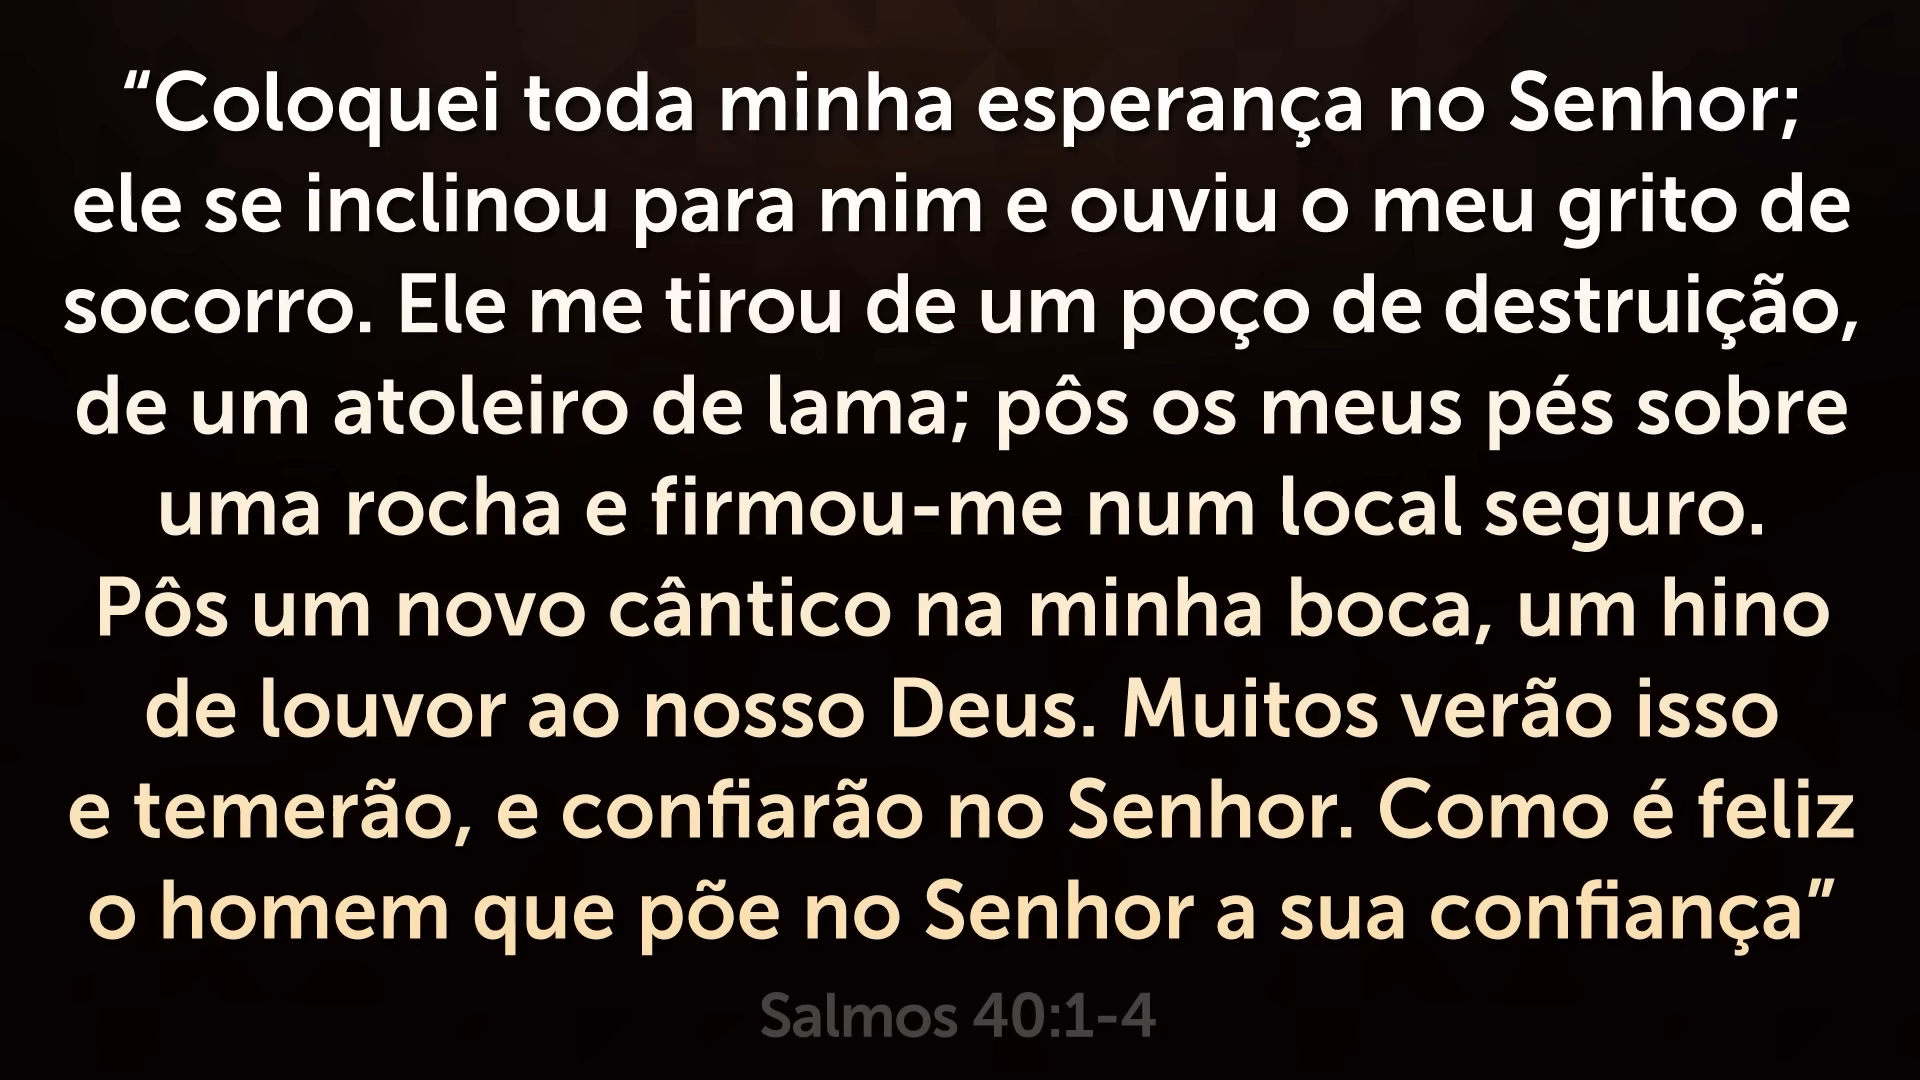 “Coloquei toda minha esperança no Senhor;
ele se inclinou para mim e ouviu o meu grito de
socorro. Ele me tirou de um poço de destruição,
de um atoleiro de lama; pôs os meus pés sobre
uma rocha e firmou-me num local seguro.
Pôs um novo cântico na minha boca, um hino
de louvor ao nosso Deus. Muitos verão isso
e temerão, e confiarão no Senhor. Como é feliz
o homem que põe no Senhor a sua confiança”
Salmos 40:1-4